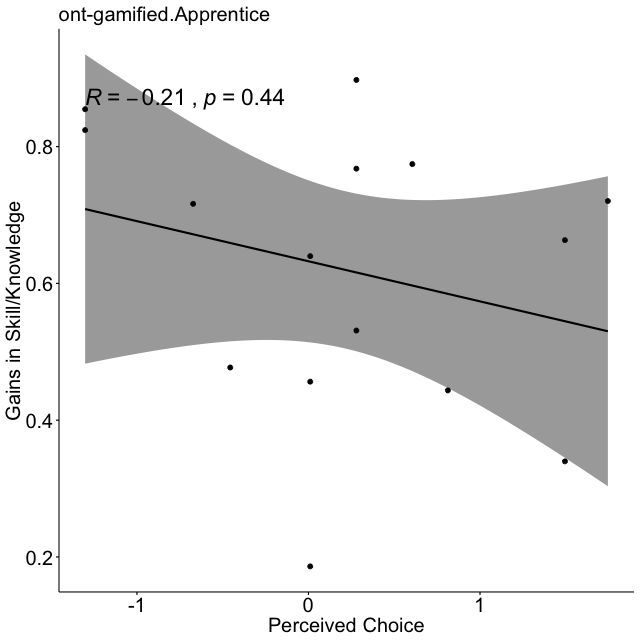 ont-gamified.Apprentice
R = −0.21 , p = 0.44
Gains in Skill/Knowledge
0.8
0.6
0.4
0.2
-1
0
1
Perceived Choice